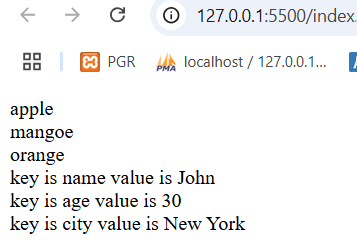 127.0.0.1:5500/index.
PGR
PMA
localhost / 127.0.0.1...
apple
mangoe
orange
key is name value is John
key is age value is 30
key is city value is New York